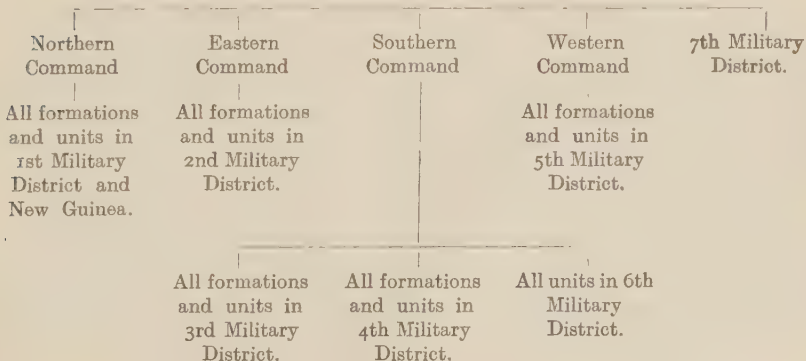 Northern
Command
Eastern
Command
Southern
Command
Western
Command
7th Military
District.
All formations
and units in
1st Military
District and
New Guinea.
All formations
and units in
2nd Military
District.
All formations
and units in
5th Military
District.
All formations
and units in
3rd Military
District.
All formations
and units in
4th Military
District.
All units in 6th
Military
District.